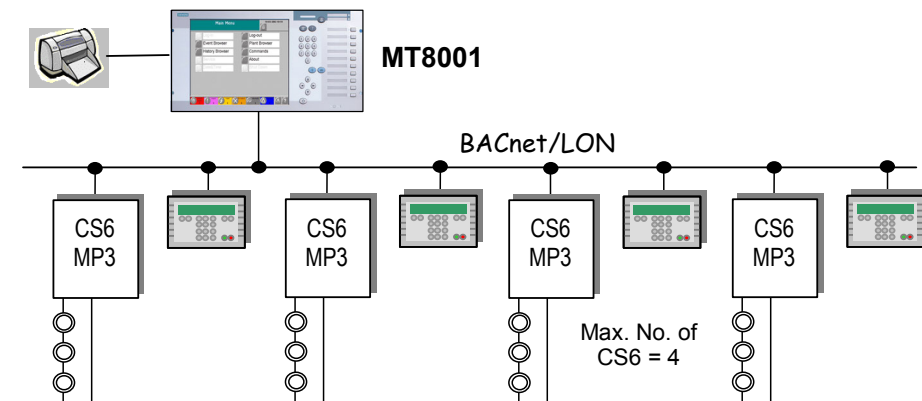 Main Menu
Logout
Event Browser
Plant Browser
History Browser
Commands
About
MT8001
BACnet/LON
CS6
MP3
CS6
MP3
CS6
MP3
CS6
MP3
Max. No. of
CS6 = 4